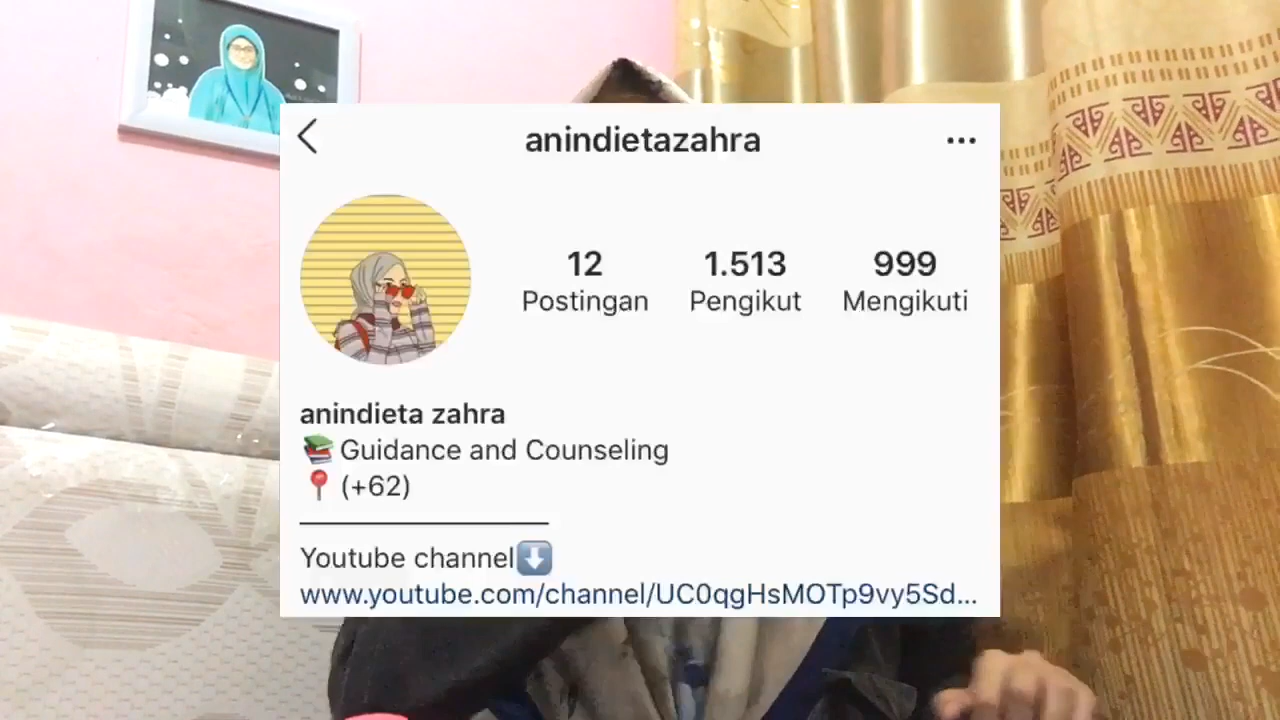 anindietazahra
12 1.513 999
Postingan Pengikut Mengikuti
anindieta zahra
Guidance and Counseling
(+62)
Youtube channel
www.youtube.com/channel/UC0qgHsMOTp9vy5Sd...